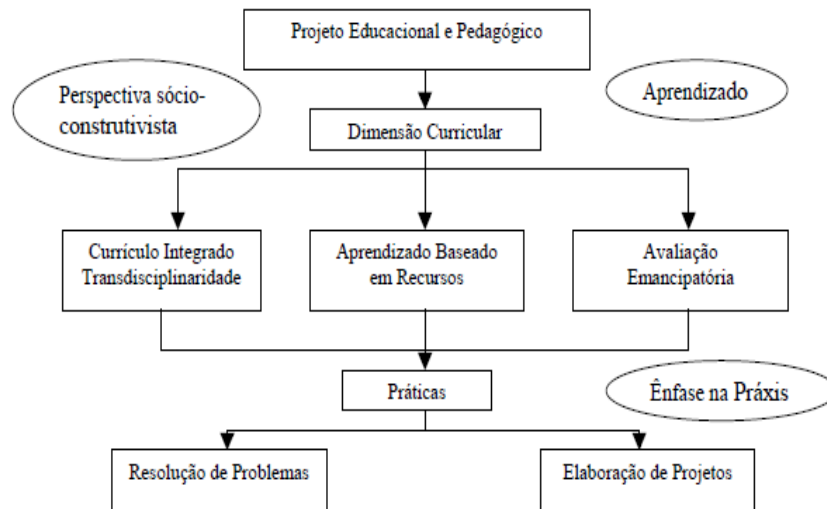 Projeto Educacional e Pedagógico
Perspectiva sócio-
construtivista
Aprendizado
Dimensão Curricular
Currículo Integrado
Transdisciplinaridade
Aprendizado Baseado
em Recursos
Avaliação
Emancipatória
Práticas
Ênfase na Práxis
Resolução de Problemas
Elaboração de Projetos